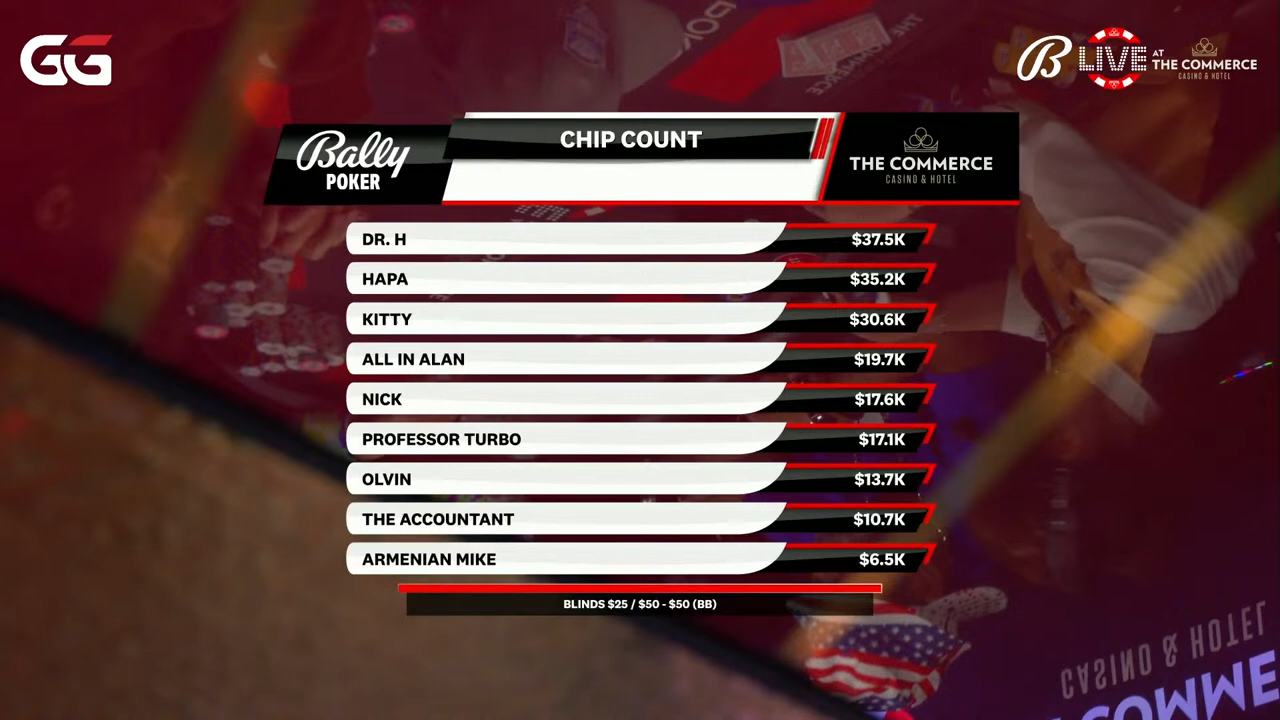 GG
B LIVE AT THE COMMERCE
CASINO & HOTEL
Bally
POKER
CHIP COUNT
THE COMMERCE
CASINO & HOTEL
DR. H $37.5K
HAPA $35.2K
KITTY $30.6K
ALL IN ALAN $19.7K
NICK $17.6K
PROFESSOR TURBO $17.1K
OLVIN $13.7K
THE ACCOUNTANT $10.7K
ARMENIAN MIKE $6.5K
BLINDS $25 / $50 - $50 (BB)
CASINO & HOTEL